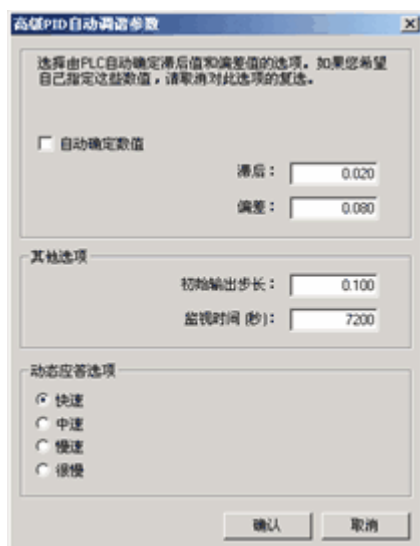 高级PID自动调谐参数
选择由PLC自动确定滞后值和偏差值的选项。如果您希望
自己指定这些数值，请取消对此选项的复选。
自动确定数值
滞后： 0.020
偏差： 0.080
其他选项
初始输出步长： 0.100
监视时间(秒)： 7200
动态应答选项
快速
中速
慢速
很慢
确认 取消